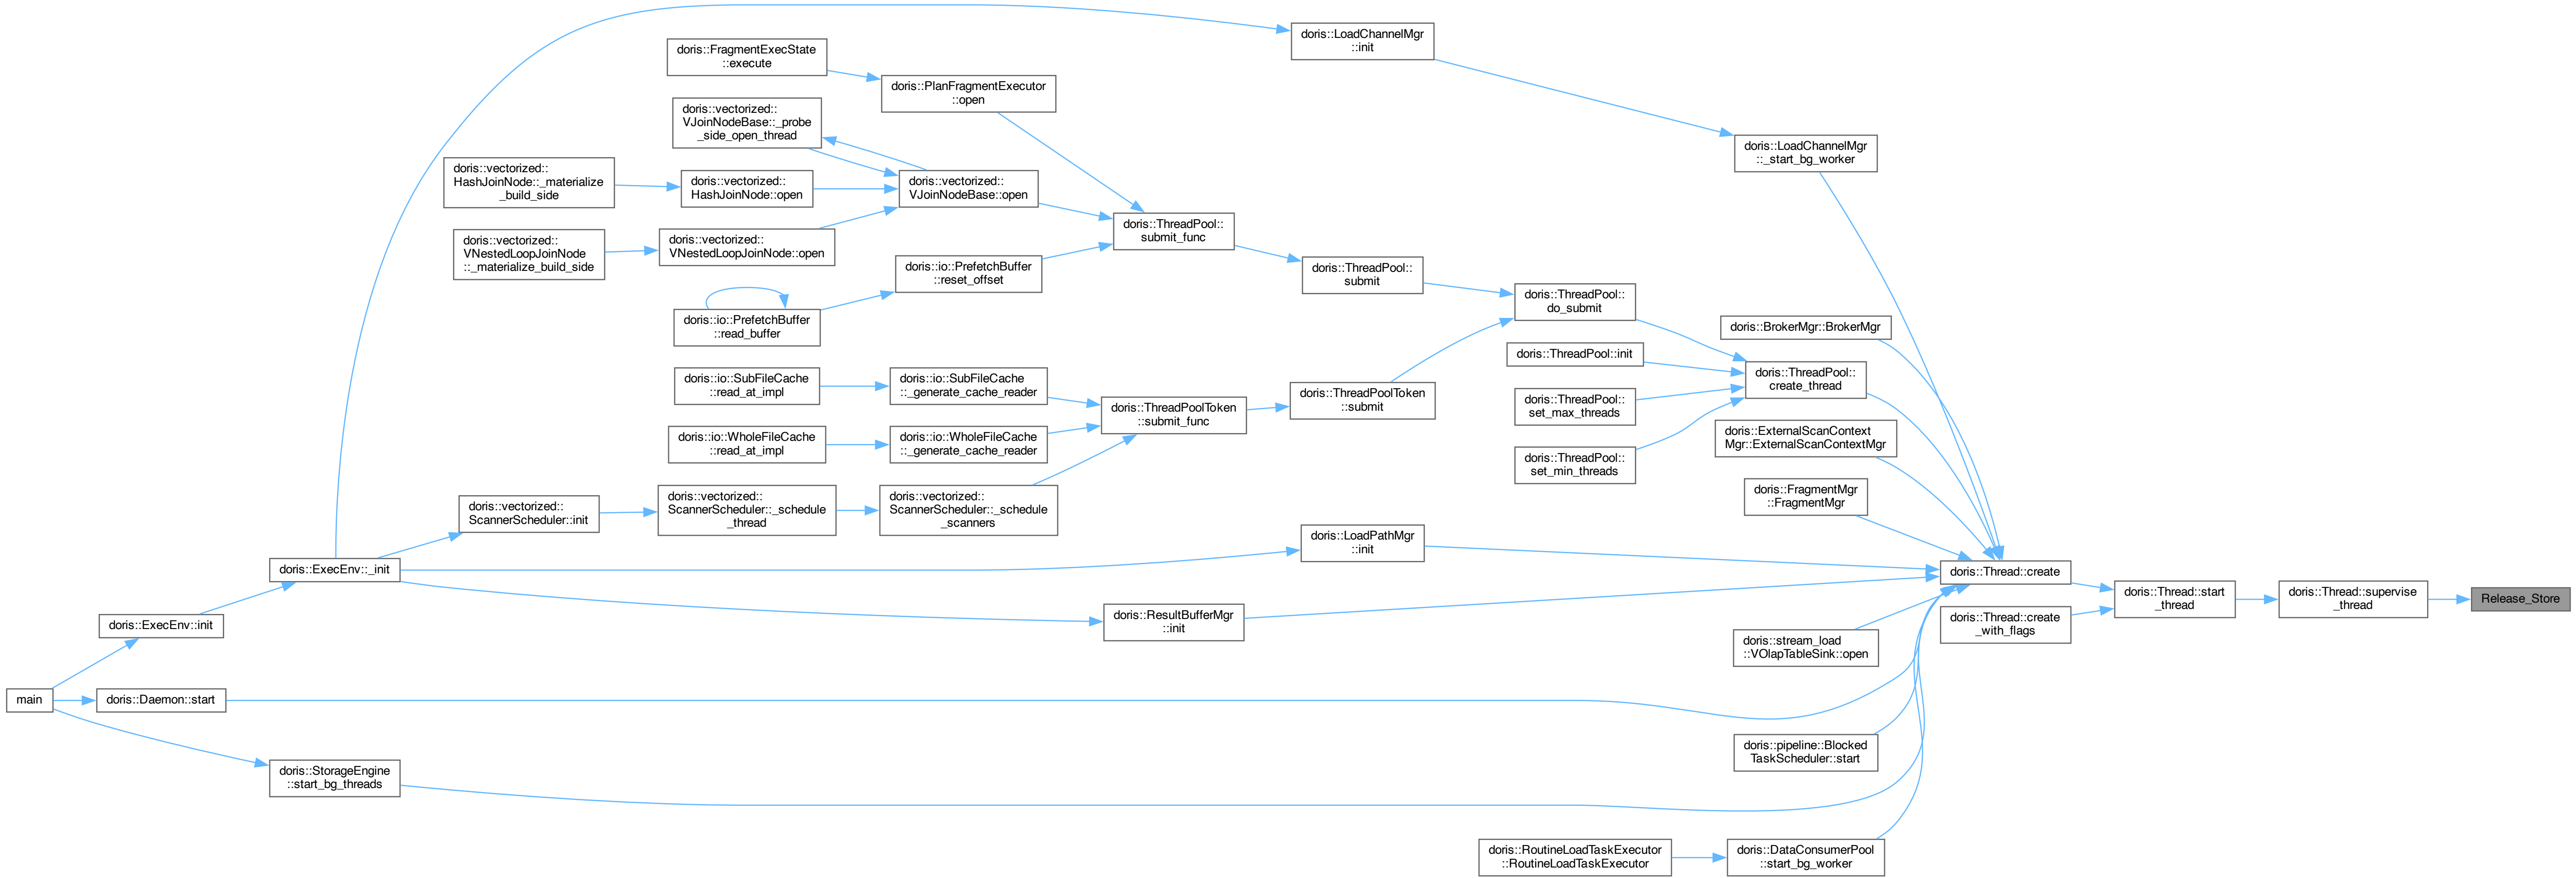 doris::LoadChannelMgr
::init
doris::FragmentExecState
::execute
doris::PlanFragmentExecutor
::open
doris::vectorized::
VJoinNodeBase::_probe
_side_open_thread
doris::LoadChannelMgr
::_start_bg_worker
doris::vectorized::
HashJoinNode::_materialize
_build_side
doris::vectorized::
HashJoinNode::open
doris::vectorized::
VJoinNodeBase::open
doris::ThreadPool::
submit_func
doris::vectorized::
VNestedLoopJoinNode
::_materialize_build_side
doris::vectorized::
VNestedLoopJoinNode::open
doris::io::PrefetchBuffer
::reset_offset
doris::ThreadPool::
submit
doris::ThreadPool::
do_submit
doris::io::PrefetchBuffer
::read_buffer
doris::BrokerMgr::BrokerMgr
doris::ThreadPool::init
doris::ThreadPool::
create_thread
doris::io::SubFileCache
::read_at_impl
doris::io::SubFileCache
::_generate_cache_reader
doris::ThreadPoolToken
::submit_func
doris::ThreadPoolToken
::submit
doris::ThreadPool::
set_max_threads
doris::io::WholeFileCache
::read_at_impl
doris::io::WholeFileCache
::_generate_cache_reader
doris::ExternalScanContext
Mgr::ExternalScanContextMgr
doris::ThreadPool::
set_min_threads
doris::vectorized::
ScannerScheduler::init
doris::vectorized::
ScannerScheduler::_schedule
_thread
doris::vectorized::
ScannerScheduler::_schedule
_scanners
doris::FragmentMgr
::FragmentMgr
doris::LoadPathMgr
::init
doris::ExecEnv::_init
doris::Thread::create
doris::Thread::start
_thread
doris::Thread::supervise
_thread
Release_Store
doris::ExecEnv::init
doris::ResultBufferMgr
::init
doris::Thread::create
_with_flags
doris::stream_load
::VOlapTableSink::open
main
doris::Daemon::start
doris::pipeline::Blocked
TaskScheduler::start
doris::StorageEngine
::start_bg_threads
doris::RoutineLoadTaskExecutor
::RoutineLoadTaskExecutor
doris::DataConsumerPool
::start_bg_worker